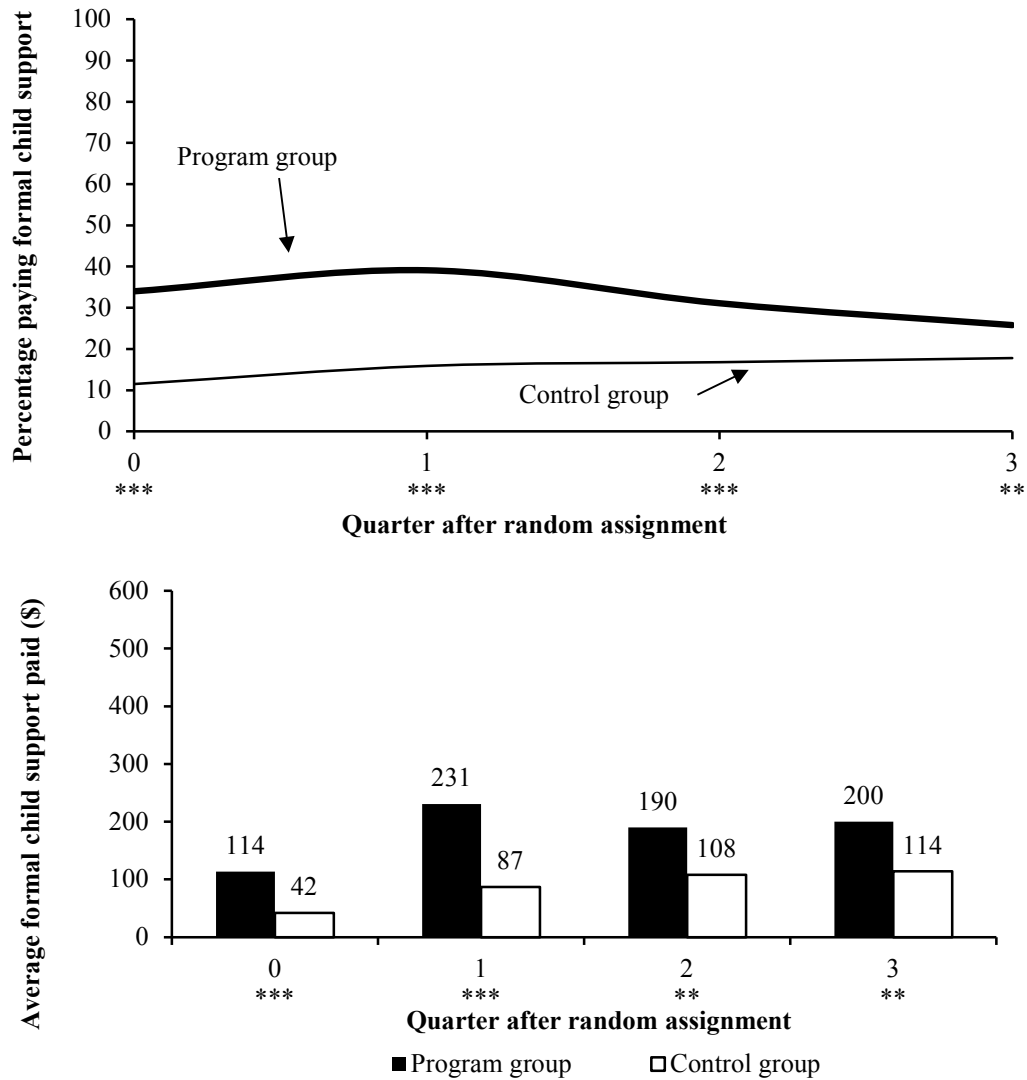 Percentage paying formal child support
100
90
80
70
60
50
40
30
20
10
0
Program group
Control group
0 1 2 3
*** *** *** **
Quarter after random assignment
Average formal child support paid ($)
600
500
400
300
200
100
0
114 42 231 87 190 108 200 114
0 1 2 3
*** *** ** **
Quarter after random assignment
Program group Control group